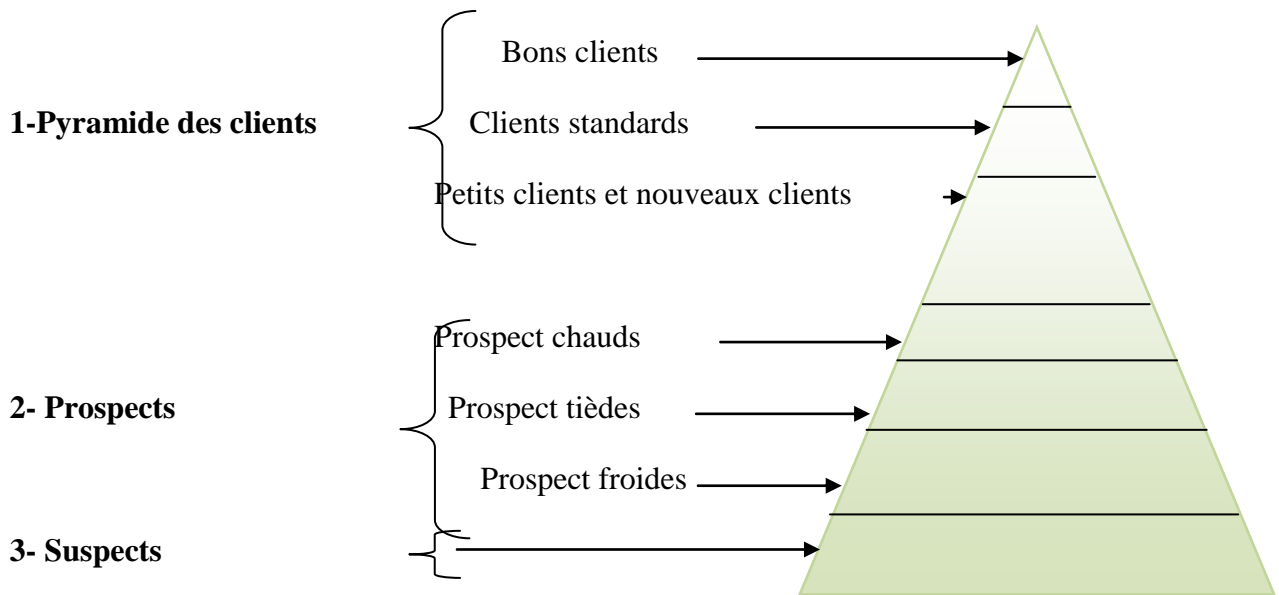 Bons clients
1-Pyramide des clients
Clients standards
Petits clients et nouveaux clients
Prospect chauds
2- Prospects
Prospect tièdes
Prospect froides
3- Suspects